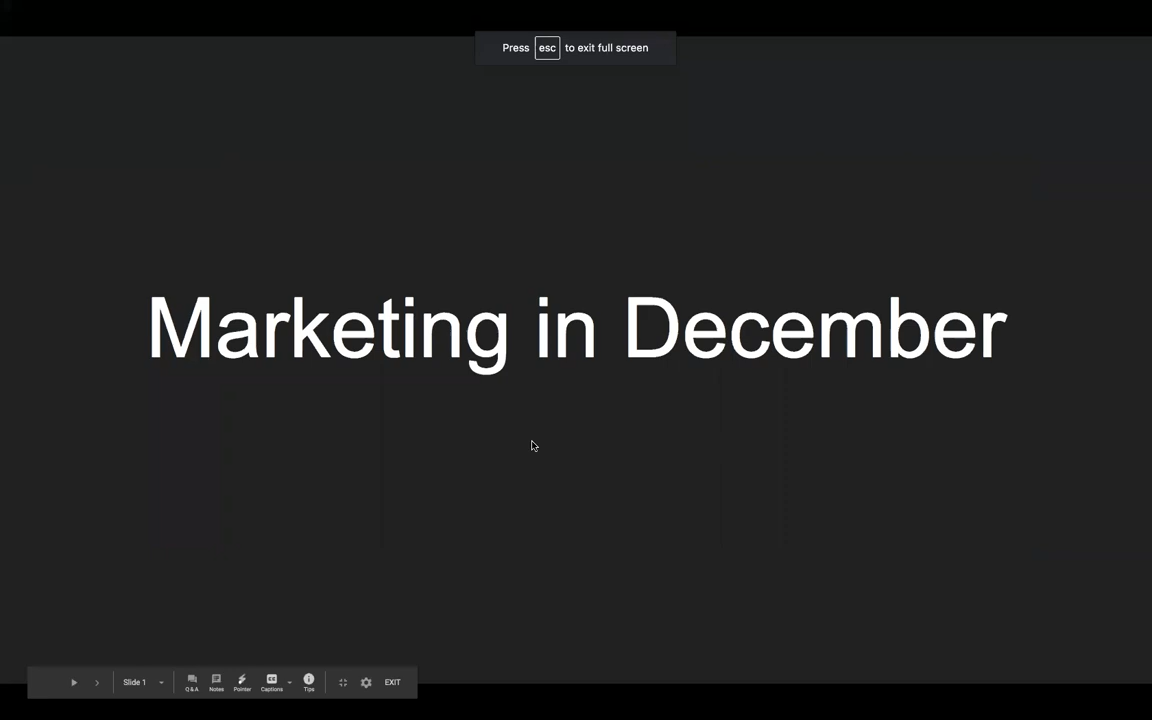 Press esc to exit full screen
Marketing in December
Slide 1 Q&A Notes Pointer Captions Tips EXIT